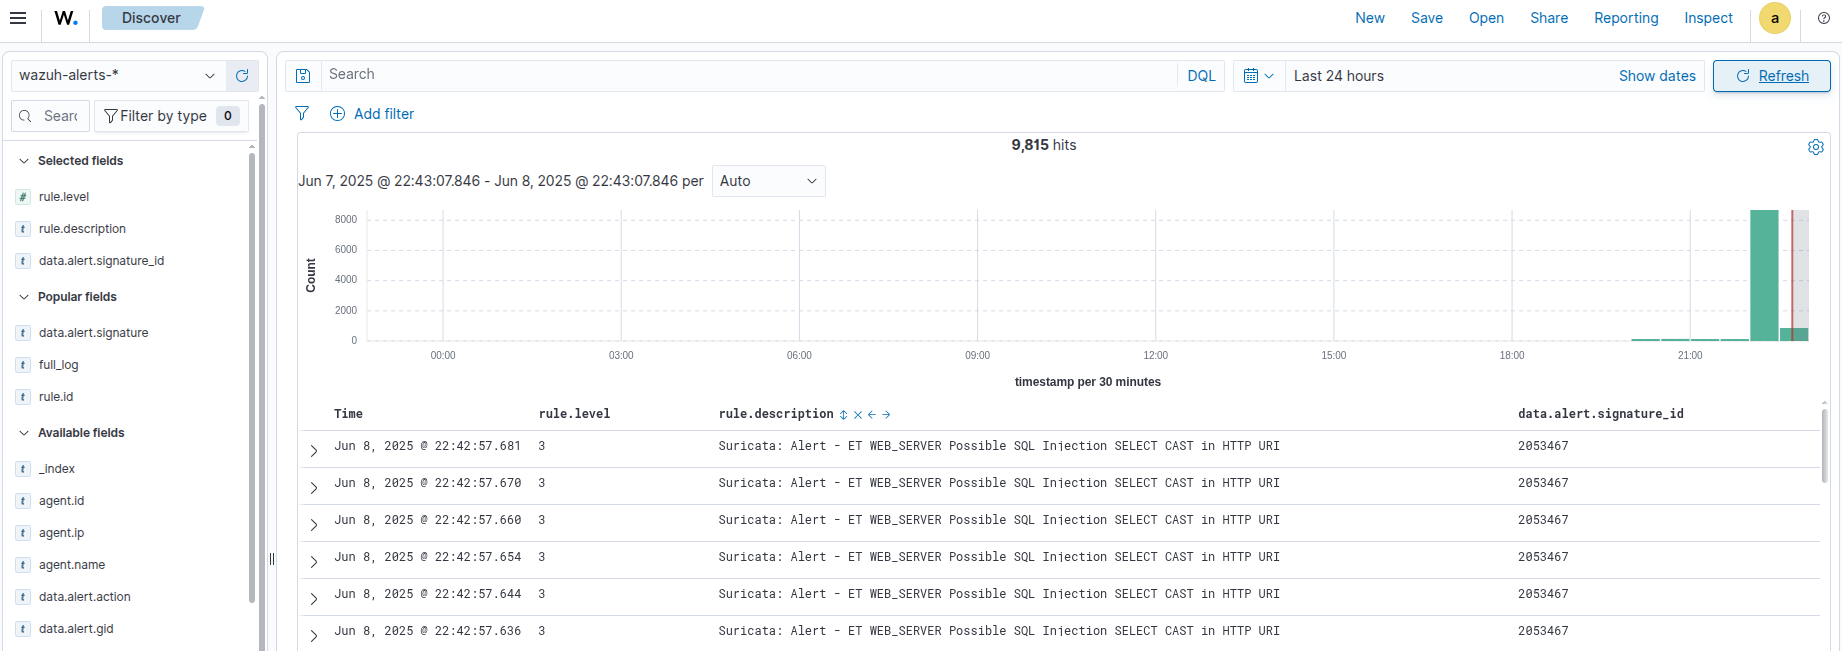 W. Discover New Save Open Share Reporting Inspect a
wazuh-alerts-*
Search DQL Last 24 hours Show dates Refresh
Sear Filter by type 0
Add filter
9,815 hits
Jun 7, 2025 @ 22:43:07.846 - Jun 8, 2025 @ 22:43:07.846 per Auto
Selected fields
# rule.level
t rule.description
t data.alert.signature_id
Popular fields
t data.alert.signature
t full_log
t rule.id
Available fields
t _index
t agent.id
t agent.ip
t agent.name
t data.alert.action
t data.alert.gid
Count
8000
6000
4000
2000
0
00:00 03:00 06:00 09:00 12:00 15:00 18:00 21:00
timestamp per 30 minutes
Time rule.level rule.description data.alert.signature_id
Jun 8, 2025 @ 22:42:57.681 3 Suricata: Alert - ET WEB_SERVER Possible SQL Injection SELECT CAST in HTTP URI 2053467
Jun 8, 2025 @ 22:42:57.670 3 Suricata: Alert - ET WEB_SERVER Possible SQL Injection SELECT CAST in HTTP URI 2053467
Jun 8, 2025 @ 22:42:57.660 3 Suricata: Alert - ET WEB_SERVER Possible SQL Injection SELECT CAST in HTTP URI 2053467
Jun 8, 2025 @ 22:42:57.654 3 Suricata: Alert - ET WEB_SERVER Possible SQL Injection SELECT CAST in HTTP URI 2053467
Jun 8, 2025 @ 22:42:57.644 3 Suricata: Alert - ET WEB_SERVER Possible SQL Injection SELECT CAST in HTTP URI 2053467
Jun 8, 2025 @ 22:42:57.636 3 Suricata: Alert - ET WEB_SERVER Possible SQL Injection SELECT CAST in HTTP URI 2053467